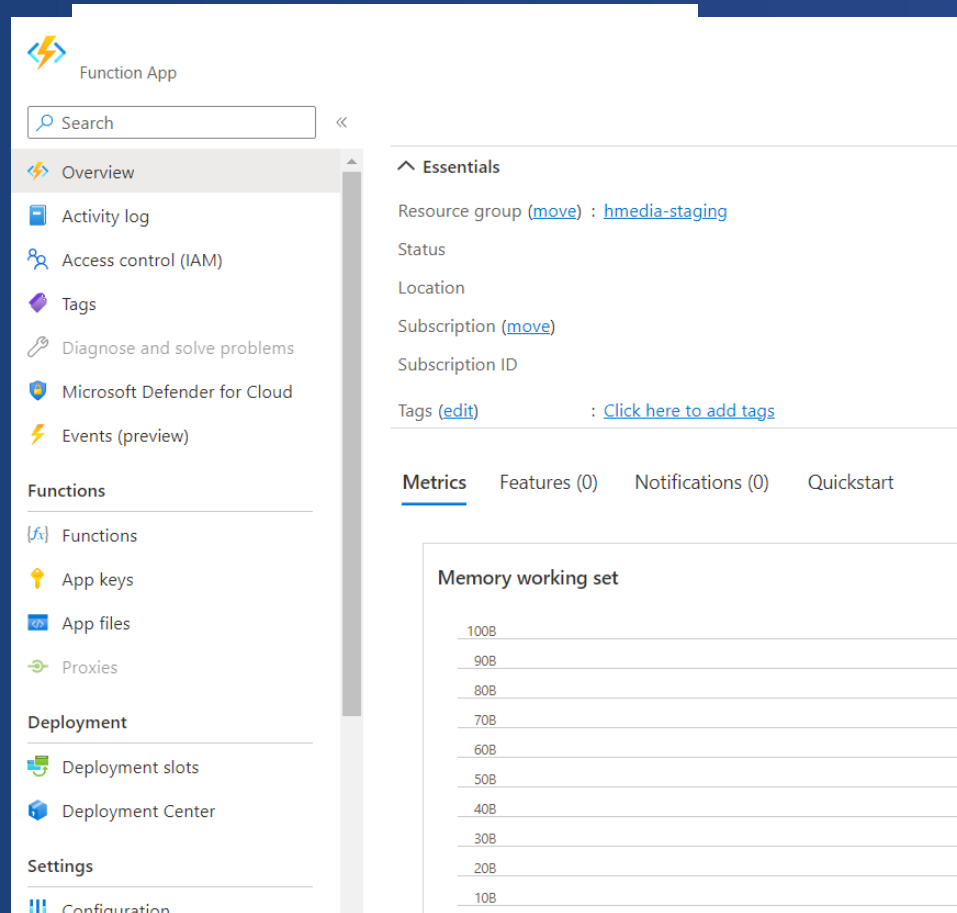 Function App
Search
«
Overview
Activity log
Access control (IAM)
Tags
Diagnose and solve problems
Microsoft Defender for Cloud
Events (preview)
Functions
Functions
App keys
App files
Proxies
Deployment
Deployment slots
Deployment Center
Settings
Configuration
Essentials
Resource group (move) : hmedia-staging
Status
Location
Subscription (move)
Subscription ID
Tags (edit) : Click here to add tags
Metrics Features (0) Notifications (0) Quickstart
Memory working set
100B
90B
80B
70B
60B
50B
40B
30B
20B
10B